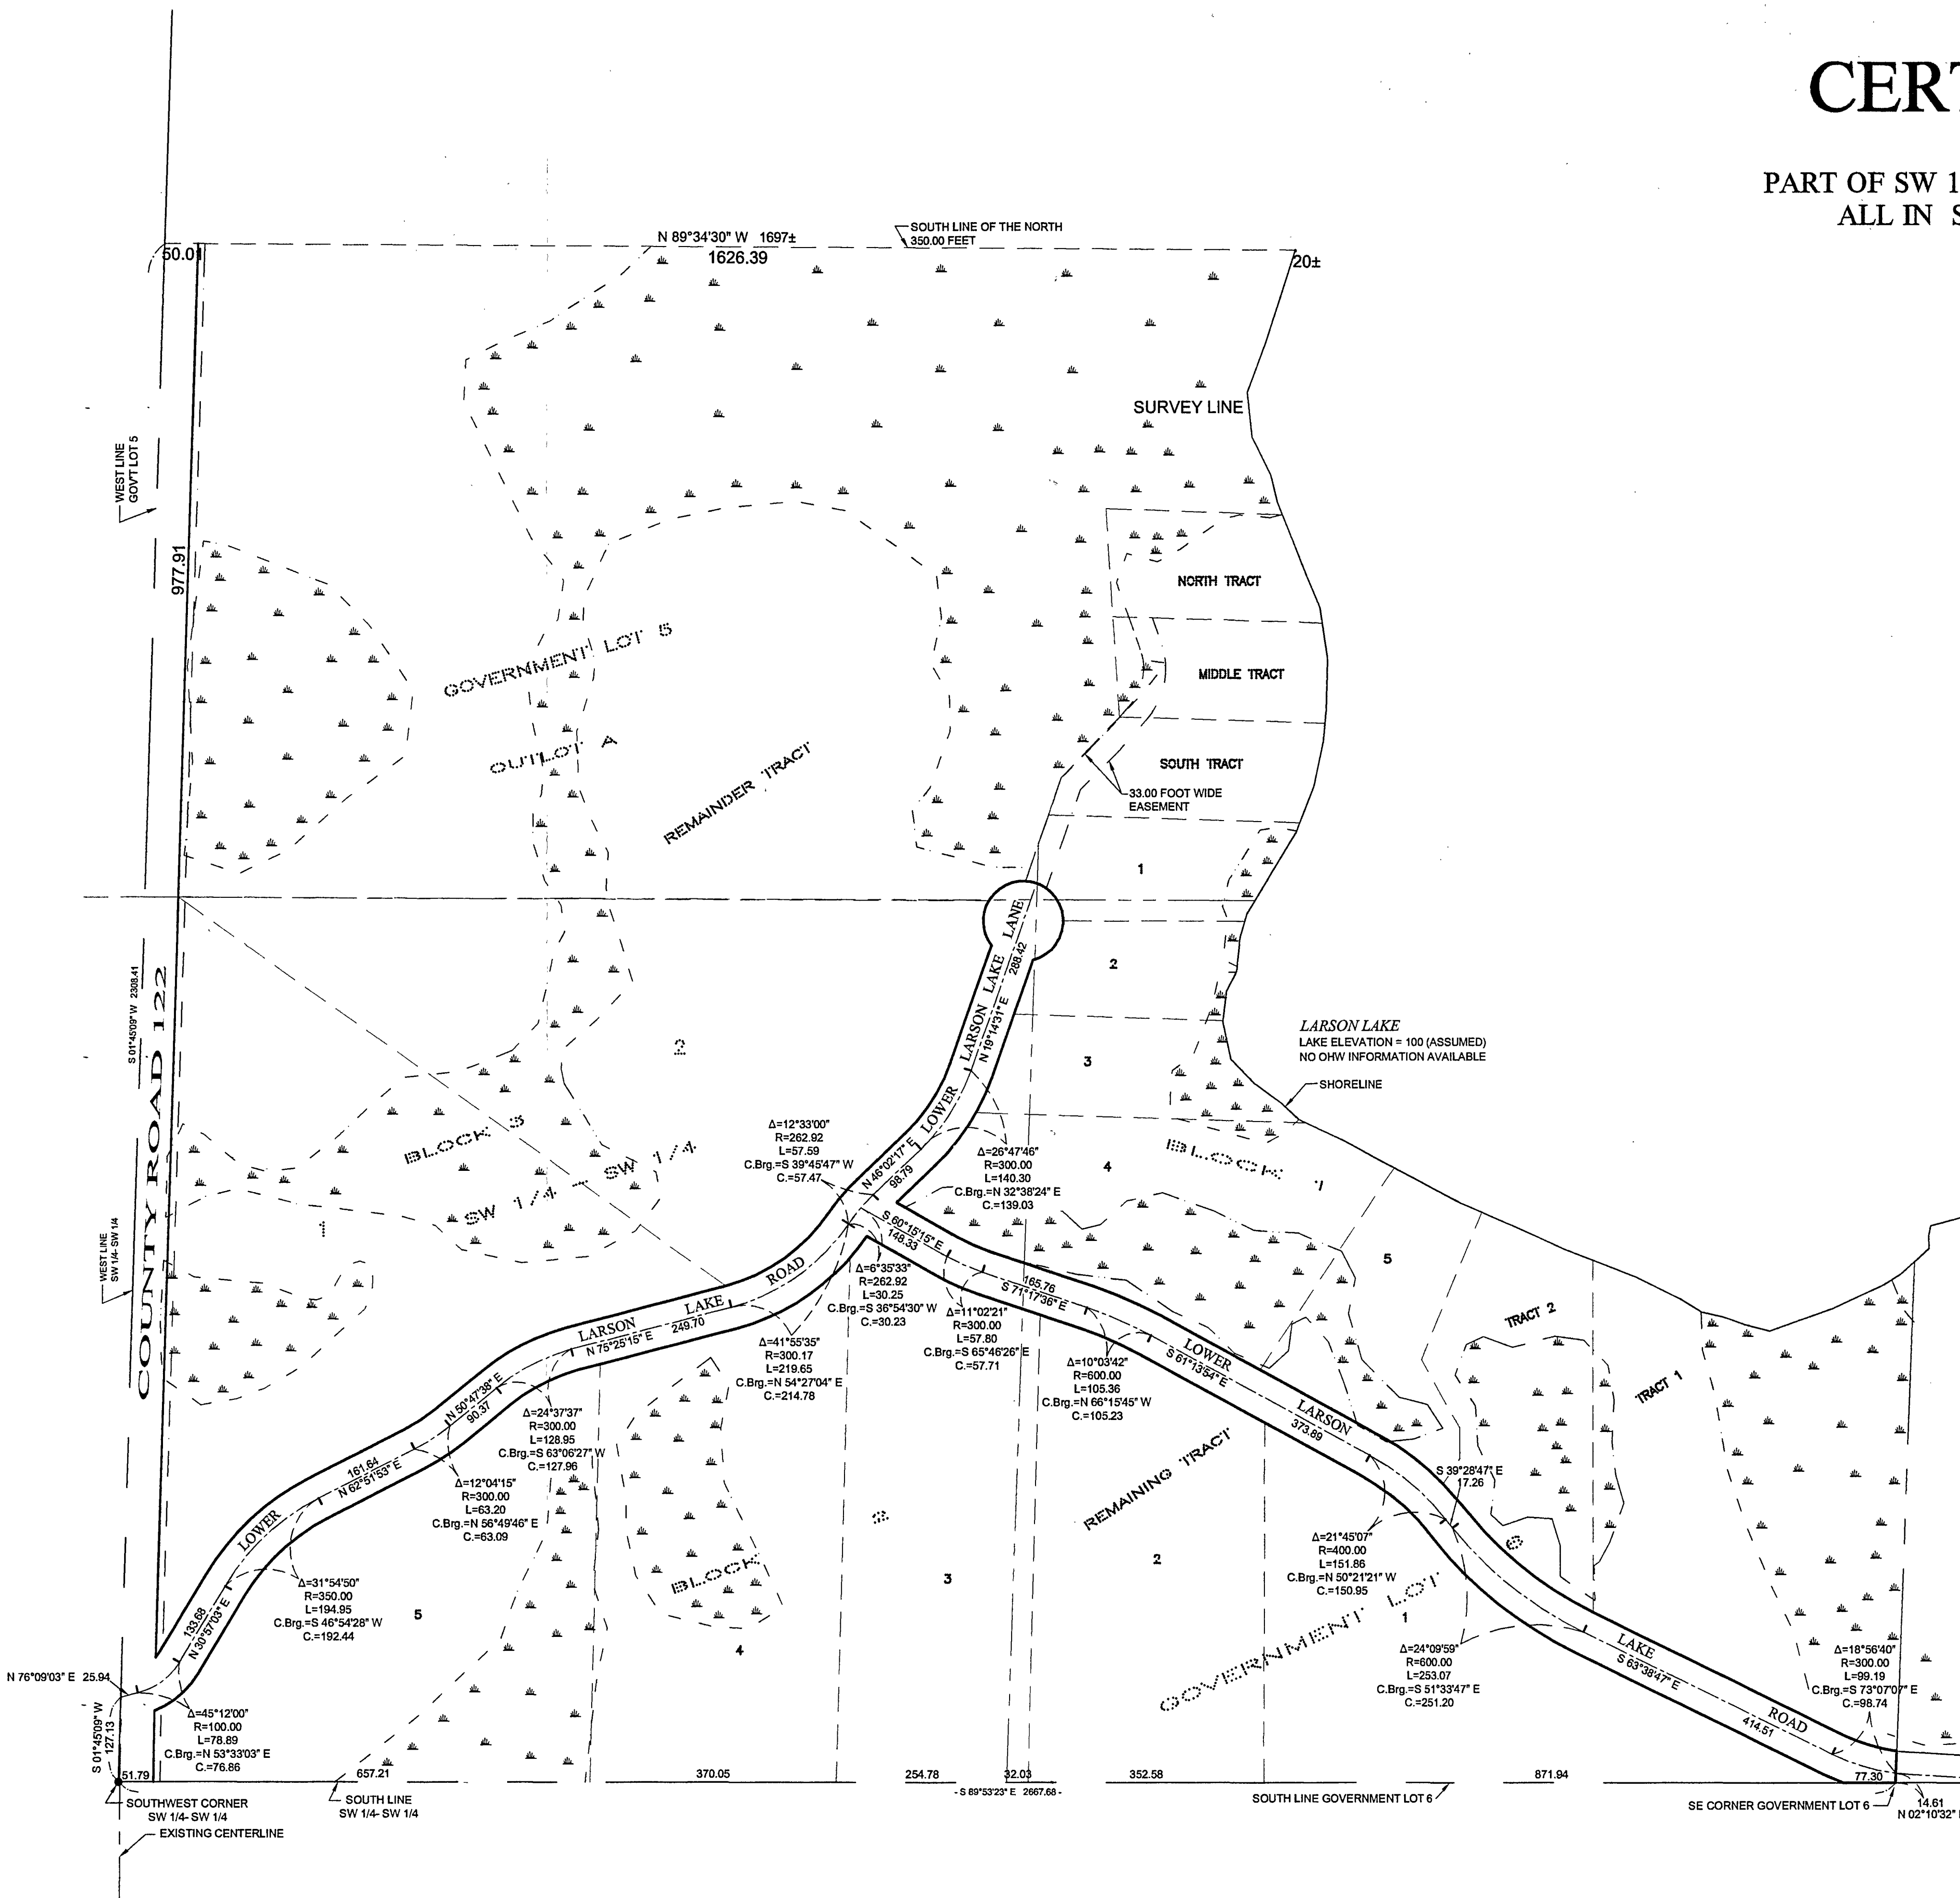 CERT
PART OF SW 1
ALL IN S
SOUTH LINE OF THE NORTH
350.00 FEET
N 89°34'30" W 1697±
1626.39
50.01
20±
SURVEY LINE
WEST LINE
GOV'T LOT 5
977.91
NORTH TRACT
MIDDLE TRACT
SOUTH TRACT
33.00 FOOT WIDE
EASEMENT
GOVERNMENT LOT 5
OUTLOT A
REMAINDER TRACT
1
2
3
4
5
BLOCK 1
LARSON LAKE
LAKE ELEVATION = 100 (ASSUMED)
NO OHW INFORMATION AVAILABLE
SHORELINE
S 01°45'09" W 2308.41
COUNTY ROAD 122
WEST LINE
SW 1/4- SW 1/4
2
BLOCK 3
SW 1/4 - SW 1/4
1
LOWER LARSON LAKE LANE
288.42
N 19°14'31" E
Δ=12°33'00"
R=262.92
L=57.59
C.Brg.=S 39°45'47" W
C.=57.47
N 46°02'17" E
98.79
Δ=26°47'46"
R=300.00
L=140.30
C.Brg.=N 32°38'24" E
C.=139.03
S 60°15'15" E
148.33
Δ=6°35'33"
R=262.92
L=30.25
C.Brg.=S 36°54'30" W
C.=30.23
Δ=11°02'21"
R=300.00
L=57.80
C.Brg.=S 65°46'26" E
C.=57.71
165.76
S 71°17'36" E
Δ=10°03'42"
R=600.00
L=105.36
C.Brg.=N 66°15'45" W
C.=105.23
LOWER LARSON LAKE ROAD
N 75°25'15" E 249.70
Δ=41°55'35"
R=300.17
L=219.65
C.Brg.=N 54°27'04" E
C.=214.78
N 50°47'38" E
90.37
Δ=24°37'37"
R=300.00
L=128.95
C.Brg.=S 63°06'27" W
C.=127.96
161.64
N 62°51'53" E
Δ=12°04'15"
R=300.00
L=63.20
C.Brg.=N 56°49'46" E
C.=63.09
Δ=31°54'50"
R=350.00
L=194.95
C.Brg.=S 46°54'28" W
C.=192.44
133.68
N 30°57'03" E
N 76°09'03" E 25.94
Δ=45°12'00"
R=100.00
L=78.89
C.Brg.=N 53°33'03" E
C.=76.86
S 01°45'09" W
127.13
LOWER LARSON LAKE ROAD
S 61°13'54" E
373.89
TRACT 2
TRACT 1
S 39°28'47" E
17.26
Δ=21°45'07"
R=400.00
L=151.86
C.Brg.=N 50°21'21" W
C.=150.95
Δ=24°09'59"
R=600.00
L=253.07
C.Brg.=S 51°33'47" E
C.=251.20
S 63°38'47" E
414.51
Δ=18°56'40"
R=300.00
L=99.19
C.Brg.=S 73°07'07" E
C.=98.74
REMAINING TRACT
GOVERNMENT LOT 6
BLOCK 2
5
4
3
2
1
51.79
657.21
370.05
254.78
32.03
352.58
871.94
77.30
- S 89°53'23" E 2667.68 -
SOUTHWEST CORNER
SW 1/4- SW 1/4
EXISTING CENTERLINE
SOUTH LINE
SW 1/4- SW 1/4
SOUTH LINE GOVERNMENT LOT 6
SE CORNER GOVERNMENT LOT 6
14.61
N 02°10'32"